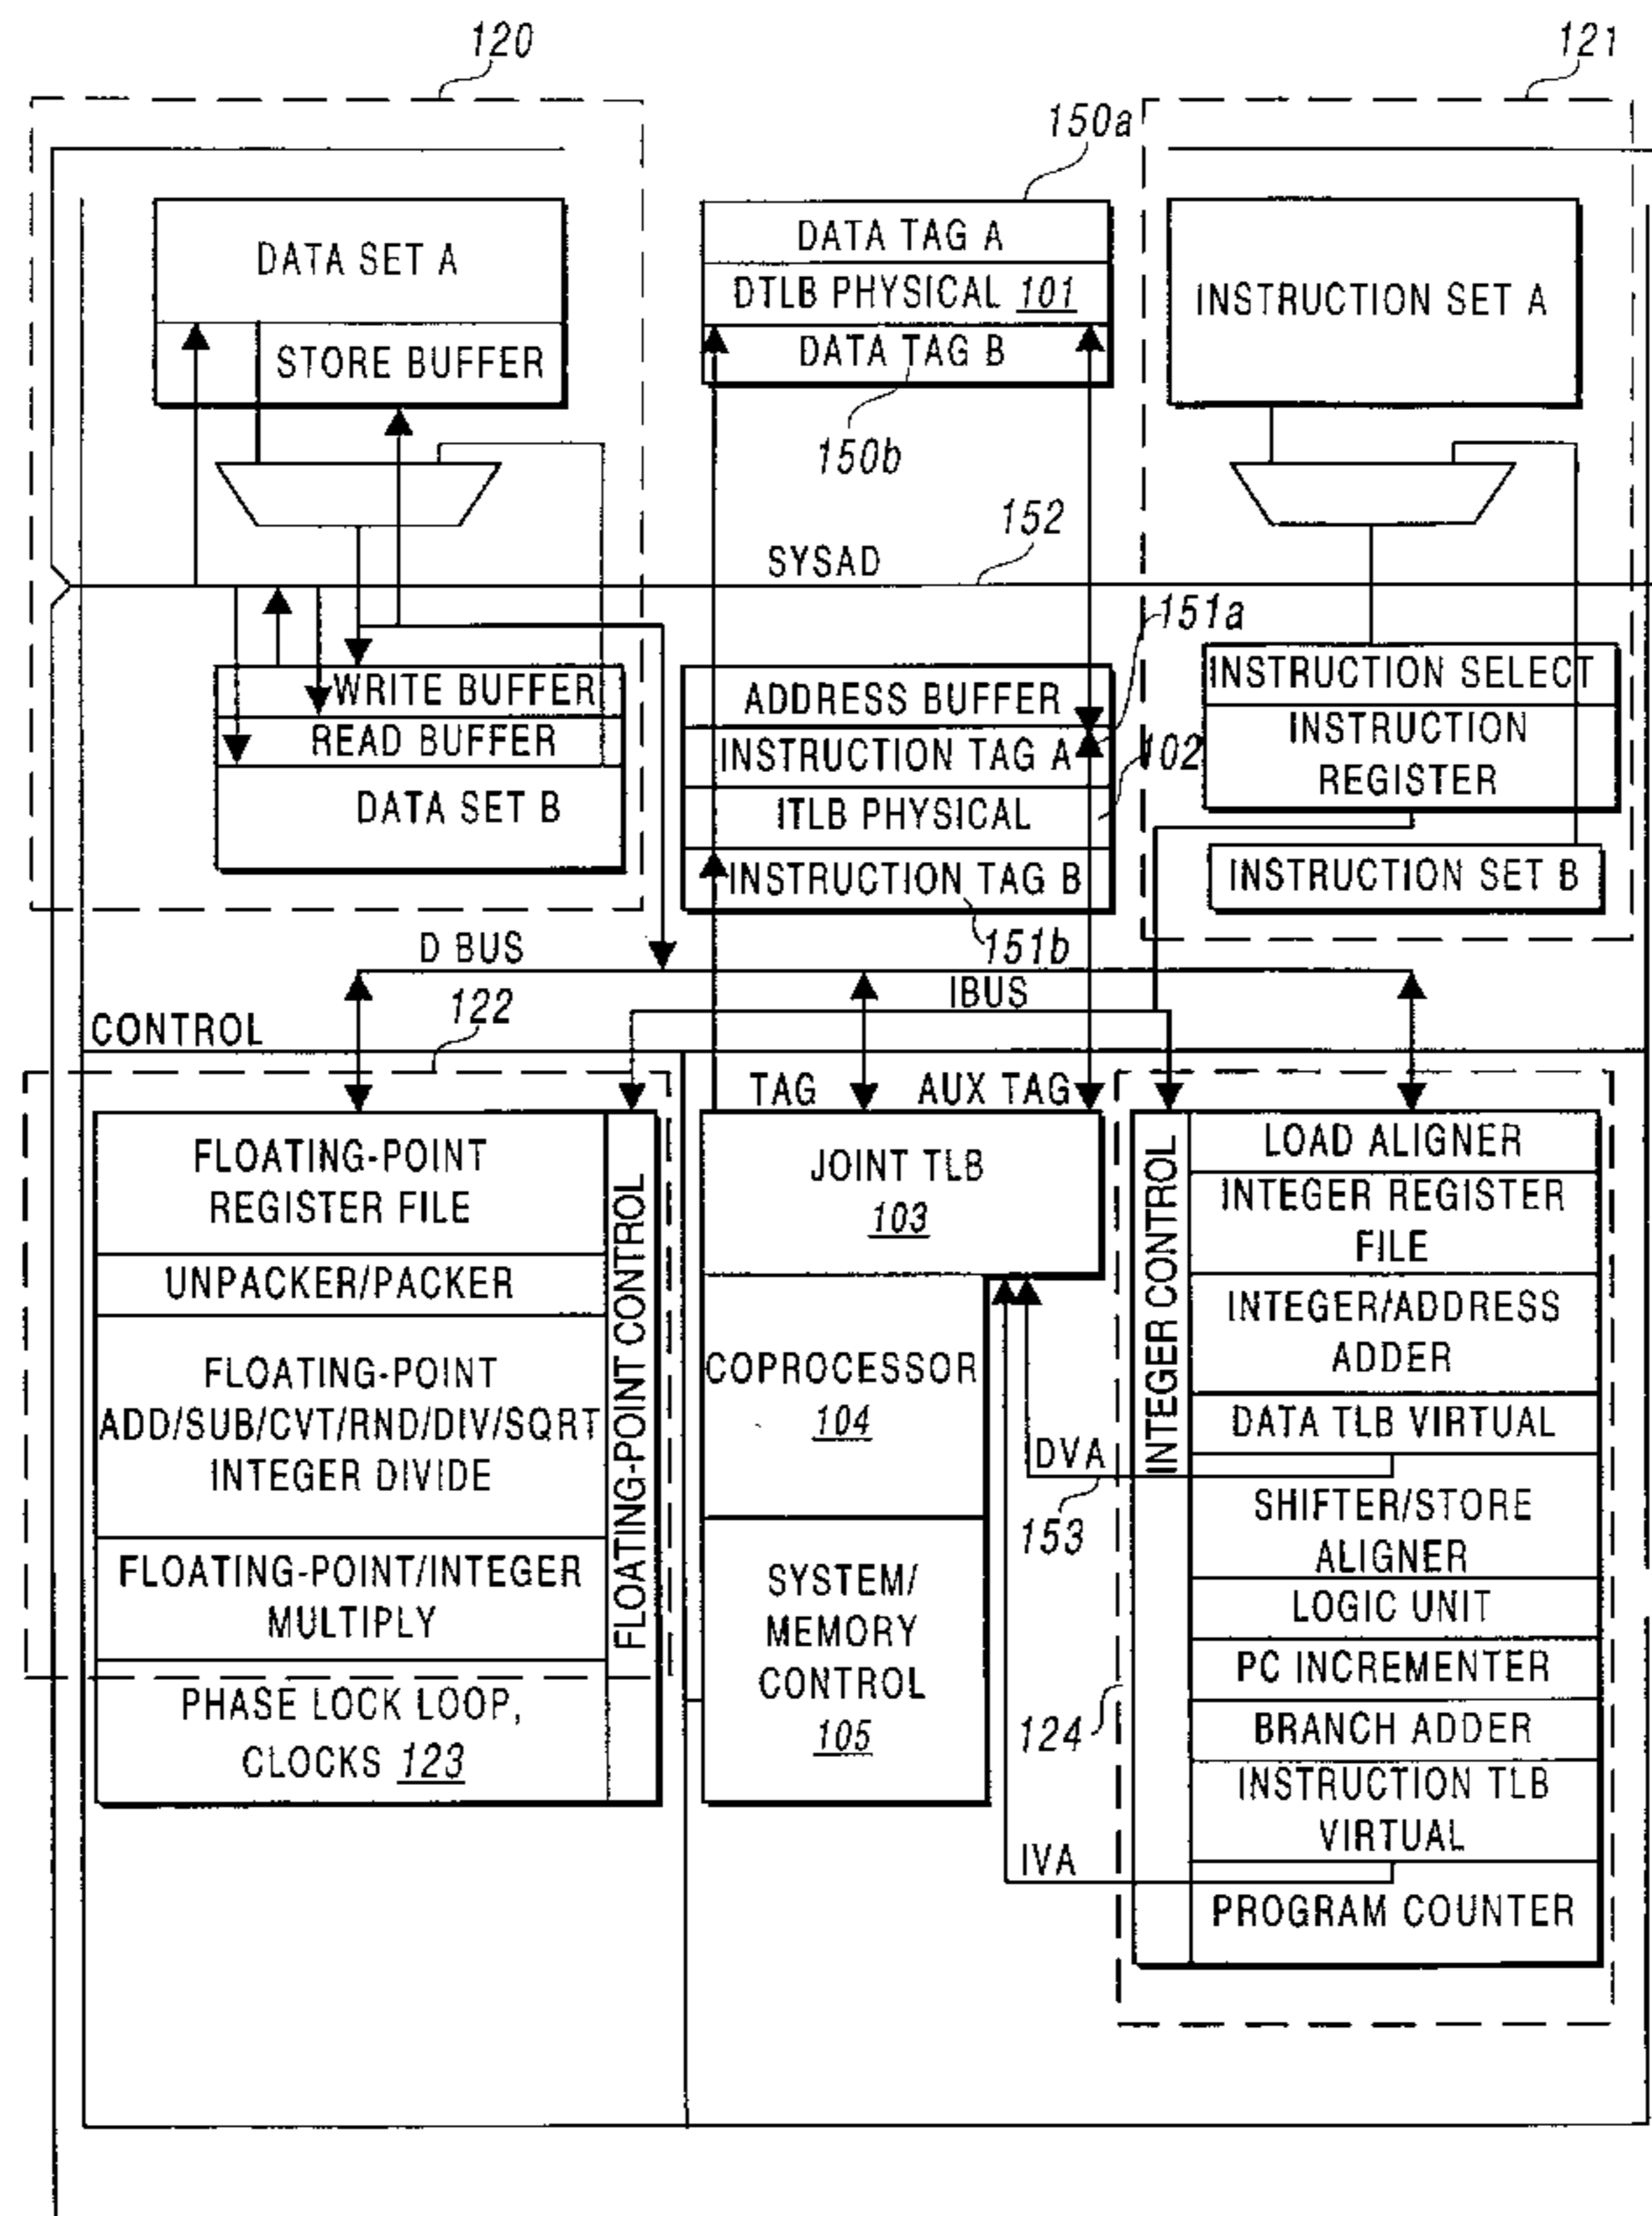 120
121
150a
DATA SET A
STORE BUFFER
DATA TAG A
DTLB PHYSICAL 101
DATA TAG B
150b
INSTRUCTION SET A
SYSAD
152
151a
WRITE BUFFER
READ BUFFER
DATA SET B
ADDRESS BUFFER
INSTRUCTION TAG A
102
ITLB PHYSICAL
INSTRUCTION TAG B
151b
INSTRUCTION SELECT
INSTRUCTION
REGISTER
INSTRUCTION SET B
D BUS
IBUS
122
CONTROL
TAG
AUX TAG
FLOATING-POINT
REGISTER FILE
UNPACKER/PACKER
FLOATING-POINT
ADD/SUB/CVT/RND/DIV/SQRT
INTEGER DIVIDE
FLOATING-POINT/INTEGER
MULTIPLY
PHASE LOCK LOOP,
CLOCKS 123
FLOATING-POINT CONTROL
JOINT TLB
103
COPROCESSOR
104
SYSTEM/
MEMORY
CONTROL
105
DVA
153
124
IVA
INTEGER CONTROL
LOAD ALIGNER
INTEGER REGISTER
FILE
INTEGER/ADDRESS
ADDER
DATA TLB VIRTUAL
SHIFTER/STORE
ALIGNER
LOGIC UNIT
PC INCREMENTER
BRANCH ADDER
INSTRUCTION TLB
VIRTUAL
PROGRAM COUNTER